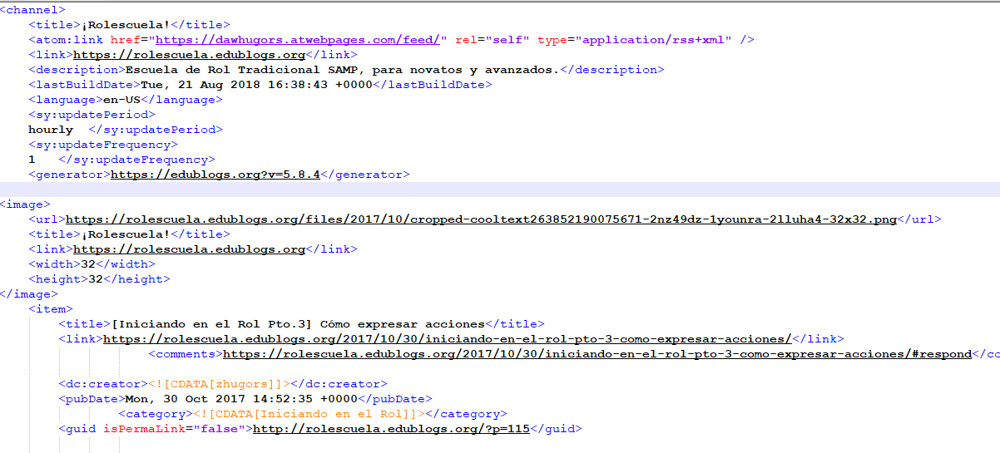 <channel>
<title>¡Rolescuela!</title>
<atom:link href="https://dawhugors.atwebpages.com/feed/" rel="self" type="application/rss+xml" />
<link>https://rolescuela.edublogs.org</link>
<description>Escuela de Rol Tradicional SAMP, para novatos y avanzados.</description>
<lastBuildDate>Tue, 21 Aug 2018 16:38:43 +0000</lastBuildDate>
<language>en-US</language>
<sy:updatePeriod>
hourly  </sy:updatePeriod>
<sy:updateFrequency>
1   </sy:updateFrequency>
<generator>https://edublogs.org?v=5.8.4</generator>
<image>
<url>https://rolescuela.edublogs.org/files/2017/10/cropped-cooltext263852190075671-2nz49dz-1younra-2lluha4-32x32.png</url>
<title>¡Rolescuela!</title>
<link>https://rolescuela.edublogs.org</link>
<width>32</width>
<height>32</height>
</image>
<item>
<title>[Iniciando en el Rol Pto.3] Cómo expresar acciones</title>
<link>https://rolescuela.edublogs.org/2017/10/30/iniciando-en-el-rol-pto-3-como-expresar-acciones/</link>
<comments>https://rolescuela.edublogs.org/2017/10/30/iniciando-en-el-rol-pto-3-como-expresar-acciones/#respond</co
<dc:creator><![CDATA[zhugors]]></dc:creator>
<pubDate>Mon, 30 Oct 2017 14:52:35 +0000</pubDate>
<category><![CDATA[Iniciando en el Rol]]></category>
<guid isPermaLink="false">http://rolescuela.edublogs.org/?p=115</guid>